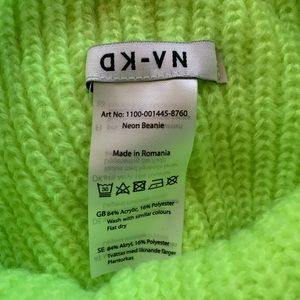 NA-KD
Art No: 1100-001445-8760
Neon Beanie
Made in Romania
30
GB 84% Acrylic, 16% Polyester
Wash with similar colours
Flat dry
SE 84% Akryl, 16% Polyester
Tvättas med liknande färger
Plantorkas